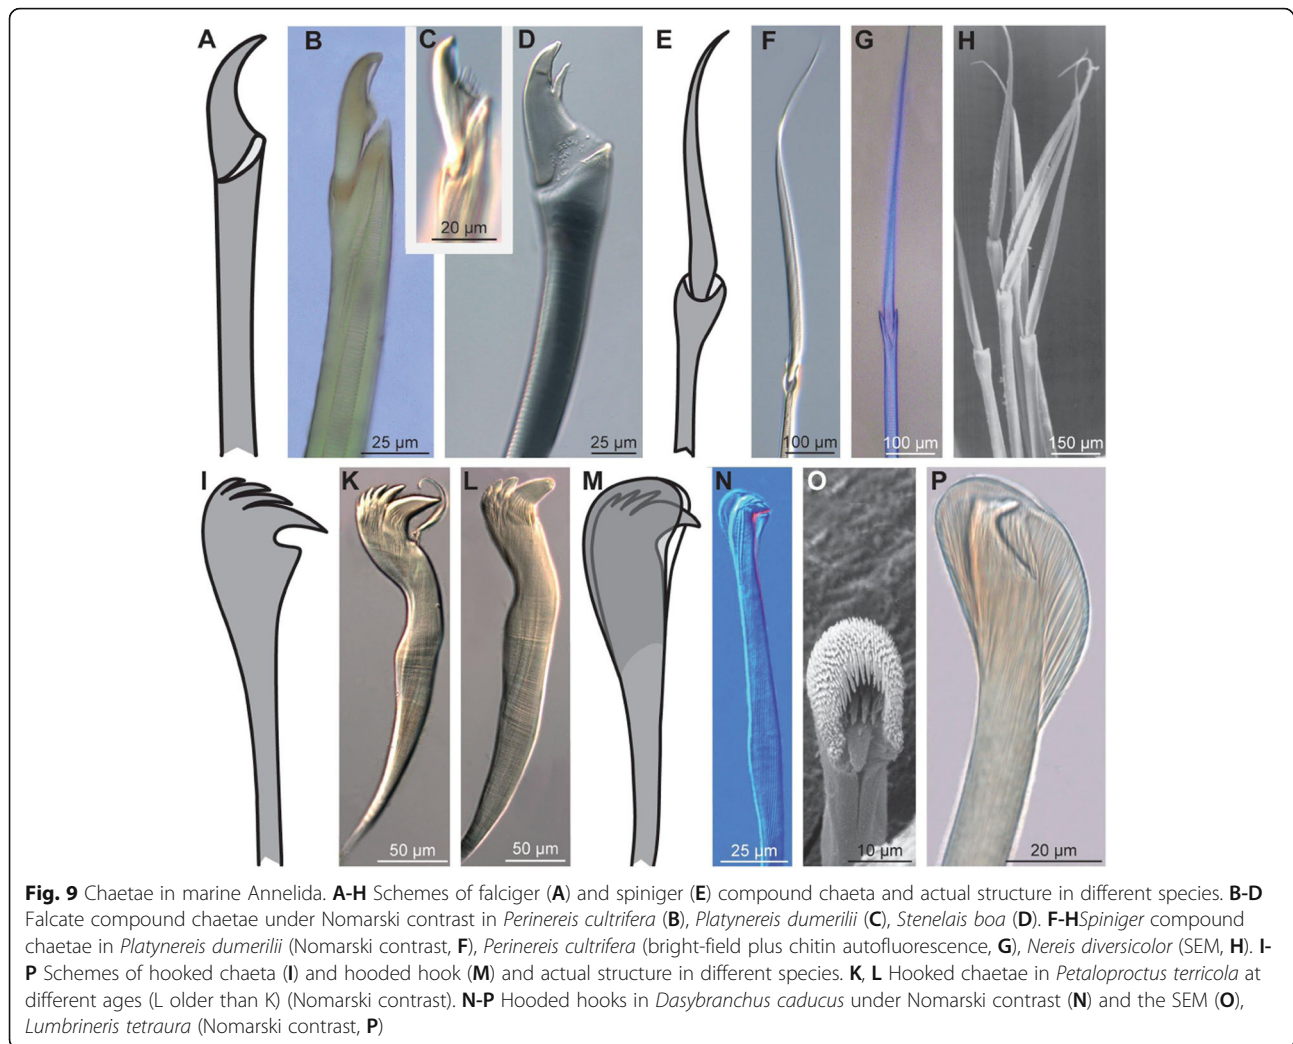 A B C D E F G H
20 µm
25 µm 25 µm 100 µm 100 µm 150 µm
I K L M N O P
50 µm 50 µm 25 µm 10 µm 20 µm
Fig. 9 Chaetae in marine Annelida. A-H Schemes of falciger (A) and spiniger (E) compound chaeta and actual structure in different species. B-D
Falcate compound chaetae under Nomarski contrast in Perinereis cultrifera (B), Platynereis dumerilii (C), Stenelais boa (D). F-HSpiniger compound
chaetae in Platynereis dumerilii (Nomarski contrast, F), Perinereis cultrifera (bright-field plus chitin autofluorescence, G), Nereis diversicolor (SEM, H). I-
P Schemes of hooked chaeta (I) and hooded hook (M) and actual structure in different species. K, L Hooked chaetae in Petaloproctus terricola at
different ages (L older than K) (Nomarski contrast). N-P Hooded hooks in Dasybranchus caducus under Nomarski contrast (N) and the SEM (O),
Lumbrineris tetraura (Nomarski contrast, P)